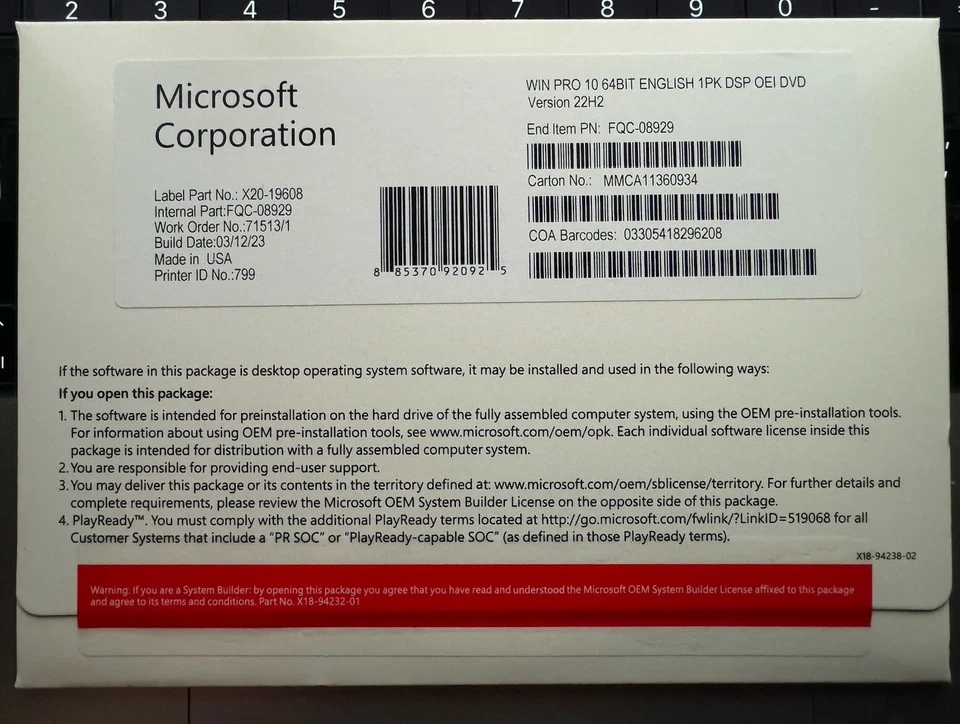 2 3 4 5 6 7 8 9 0 -
Microsoft
Corporation
Label Part No.: X20-19608
Internal Part:FQC-08929
Work Order No.:71513/1
Build Date:03/12/23
Made in USA
Printer ID No.:799
8 85370 92092 5
WIN PRO 10 64BIT ENGLISH 1PK DSP OEI DVD
Version 22H2
End Item PN: FQC-08929
Carton No.: MMCA11360934
COA Barcodes: 03305418296208
If the software in this package is desktop operating system software, it may be installed and used in the following ways:
If you open this package:
1. The software is intended for preinstallation on the hard drive of the fully assembled computer system, using the OEM pre-installation tools.
For information about using OEM pre-installation tools, see www.microsoft.com/oem/opk. Each individual software license inside this
package is intended for distribution with a fully assembled computer system.
2. You are responsible for providing end-user support.
3. You may deliver this package or its contents in the territory defined at: www.microsoft.com/oem/sblicense/territory. For further details and
complete requirements, please review the Microsoft OEM System Builder License on the opposite side of this package.
4. PlayReady™. You must comply with the additional PlayReady terms located at http://go.microsoft.com/fwlink/?LinkID=519068 for all
Customer Systems that include a “PR SOC” or “PlayReady-capable SOC” (as defined in those PlayReady terms).
X18-94238-02
Warning: If you are a System Builder: by opening this package you agree that you have read and understood the Microsoft OEM System Builder License affixed to this package
and agree to its terms and conditions. Part No. X18-94232-01